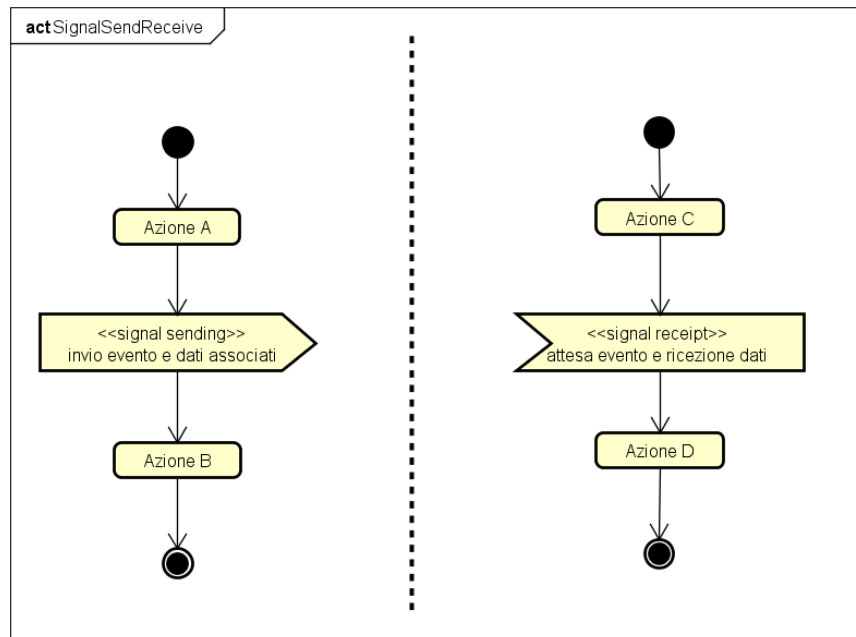 act SignalSendReceive
Azione A
<<signal sending>>
invio evento e dati associati
Azione B
Azione C
<<signal receipt>>
attesa evento e ricezione dati
Azione D